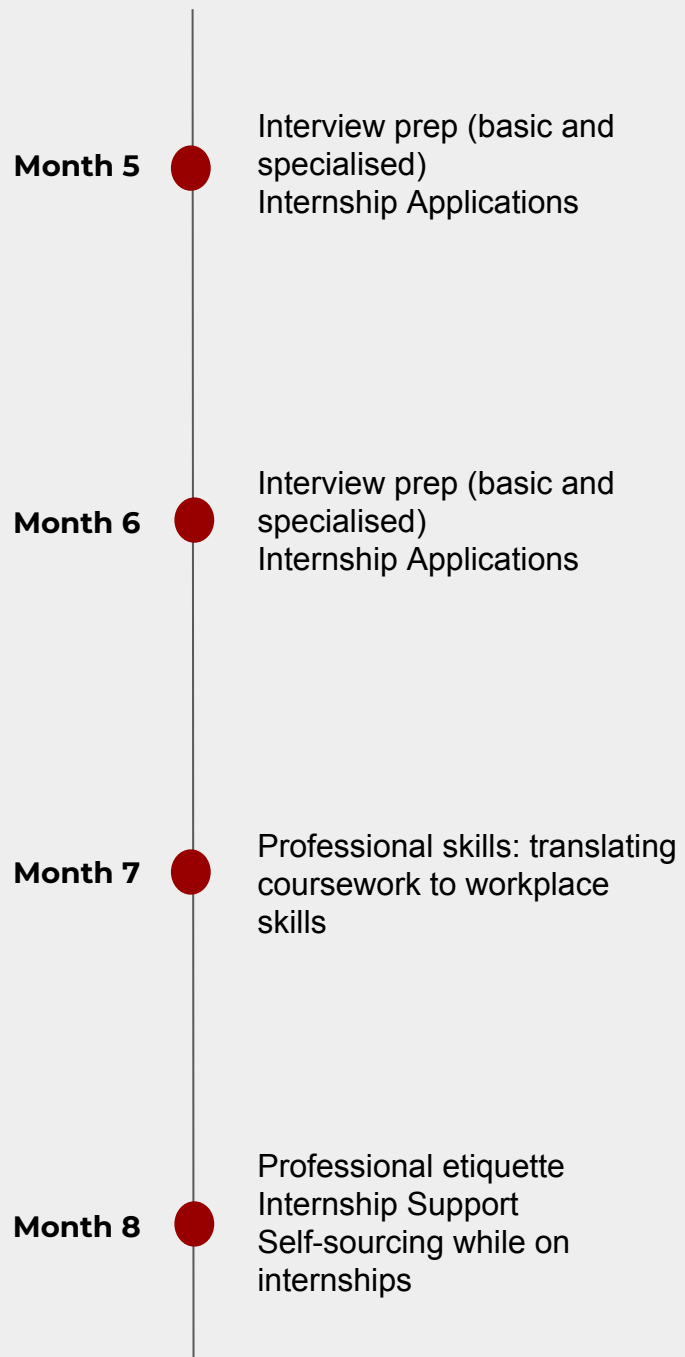 Month 5
Interview prep (basic and
specialised)
Internship Applications
Month 6
Interview prep (basic and
specialised)
Internship Applications
Month 7
Professional skills: translating
coursework to workplace
skills
Month 8
Professional etiquette
Internship Support
Self-sourcing while on
internships